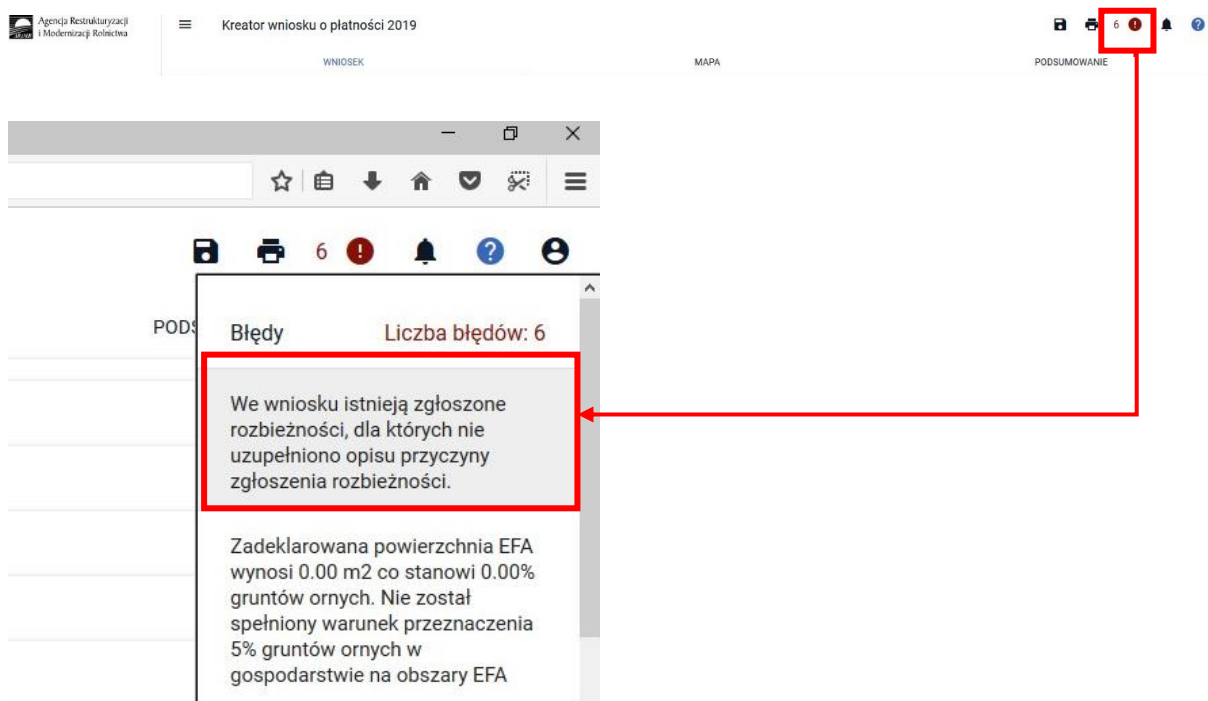 Agencja Restrukturyzacji
i Modernizacji Rolnictwa
Kreator wniosku o płatności 2019
6
WNIOSEK
MAPA
PODSUMOWANIE
6
PODS
Błędy
Liczba błędów: 6
We wniosku istnieją zgłoszone
rozbieżności, dla których nie
uzupełniono opisu przyczyny
zgłoszenia rozbieżności.
Zadeklarowana powierzchnia EFA
wynosi 0.00 m2 co stanowi 0.00%
gruntów ornych. Nie został
spełniony warunek przeznaczenia
5% gruntów ornych w
gospodarstwie na obszary EFA